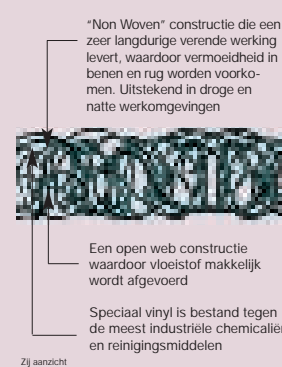 “Non Woven” constructie die een
zeer langdurige verende werking
levert, waardoor vermoeidheid in
benen en rug worden voorko-
men. Uitstekend in droge en
natte werkomgevingen
Een open web constructie
waardoor vloeistof makkelijk
wordt afgevoerd
Speciaal vinyl is bestand tegen
de meest industriële chemicaliën
en reinigingsmiddelen
Zij aanzicht